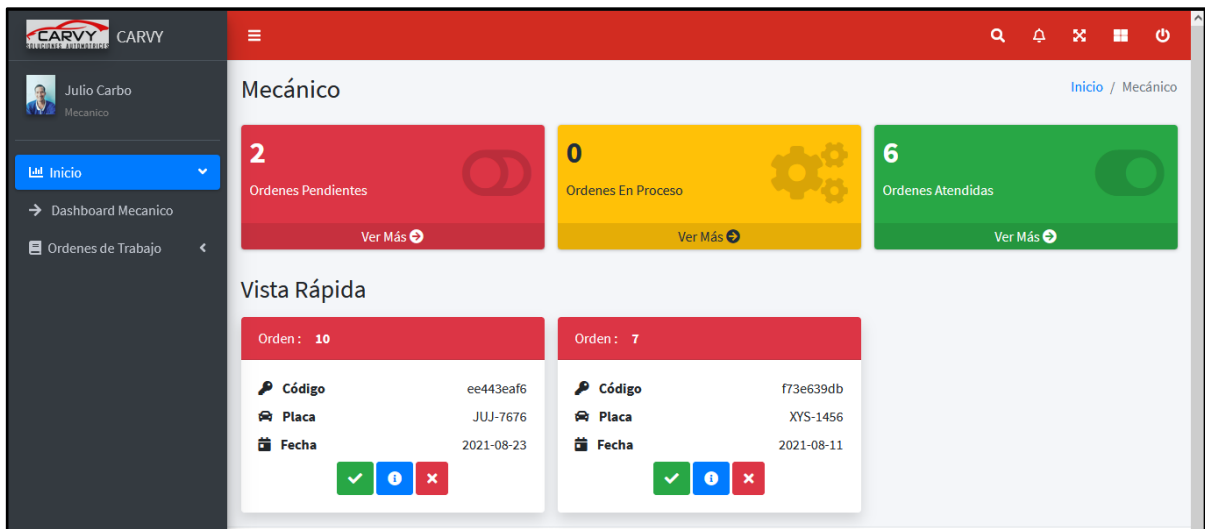 CARVY
SOLUCIONES AUTOMOTRICES
CARVY
Julio Carbo
Mecanico
Inicio
Dashboard Mecanico
Ordenes de Trabajo
Mecánico
Inicio / Mecánico
2
Ordenes Pendientes
Ver Más
0
Ordenes En Proceso
Ver Más
6
Ordenes Atendidas
Ver Más
Vista Rápida
Orden : 10
Código ee443eaf6
Placa JUJ-7676
Fecha 2021-08-23
Orden : 7
Código f73e639db
Placa XYS-1456
Fecha 2021-08-11